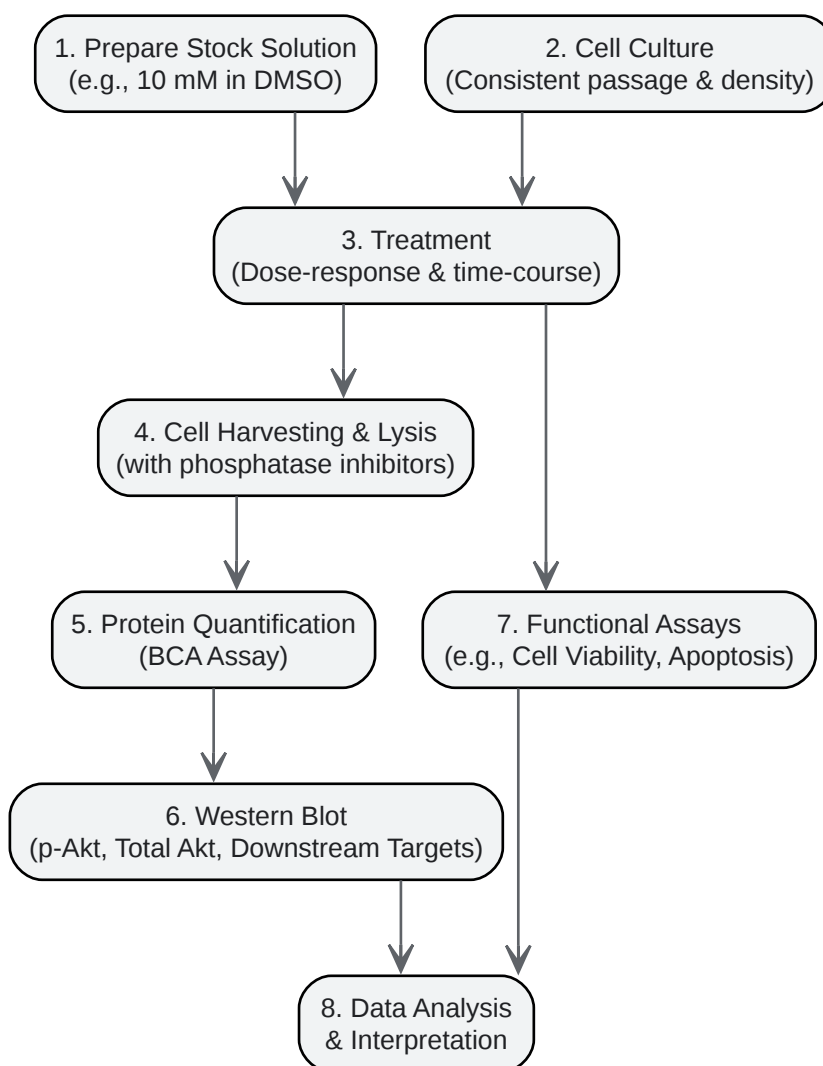 1. Prepare Stock Solution
(e.g., 10 mM in DMSO)
2. Cell Culture
(Consistent passage & density)
3. Treatment
(Dose-response & time-course)
4. Cell Harvesting & Lysis
(with phosphatase inhibitors)
5. Protein Quantification
(BCA Assay)
7. Functional Assays
(e.g., Cell Viability, Apoptosis)
6. Western Blot
(p-Akt, Total Akt, Downstream Targets)
8. Data Analysis
& Interpretation